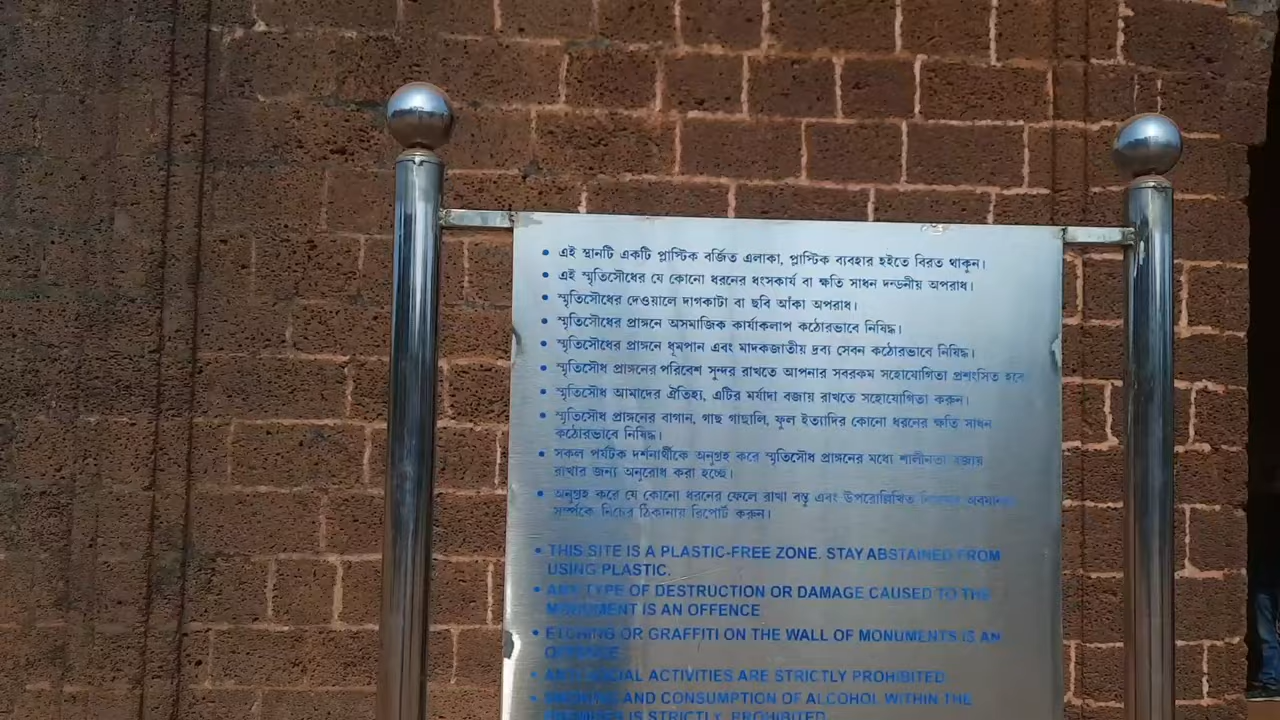 • এই স্থানটি একটি প্লাস্টিক বর্জিত এলাকা, প্লাস্টিক ব্যবহার হইতে বিরত থাকুন।
• এই স্মৃতিসৌধের যে কোনো ধরনের ধংসকার্য বা ক্ষতি সাধন দন্ডনীয় অপরাধ।
• স্মৃতিসৌধের দেওয়ালে দাগকাটা বা ছবি আঁকা অপরাধ।
• স্মৃতিসৌধের প্রাঙ্গনে অসমাজিক কার্যাকলাপ কঠোরভাবে নিষিদ্ধ।
• স্মৃতিসৌধের প্রাঙ্গনে ধূমপান এবং মাদকজাতীয় দ্রব্য সেবন কঠোরভাবে নিষিদ্ধ।
• স্মৃতিসৌধ প্রাঙ্গনের পরিবেশ সুন্দর রাখতে আপনার সবরকম সহোযোগিতা প্রশংসিত হবে
• স্মৃতিসৌধ আমাদের ঐতিহ্য, এটির মর্যাদা বজায় রাখতে সহোযোগিতা করুন।
• স্মৃতিসৌধ প্রাঙ্গনের বাগান, গাছ গাছালি, ফুল ইত্যাদির কোনো ধরনের ক্ষতি সাধন
কঠোরভাবে নিষিদ্ধ।
• সকল পর্যটক দর্শনার্থীকে অনুগ্রহ করে স্মৃতিসৌধ প্রাঙ্গনের মধ্যে শালীনতা বজায়
রাখার জন্য অনুরোধ করা হচ্ছে।
• অনুগ্রহ করে যে কোনো ধরনের ফেলে রাখা বস্তু এবং উপরোল্লিখিত
সর্ম্পকে নিচের ঠিকানায় রিপোর্ট করুন।
• THIS SITE IS A PLASTIC-FREE ZONE. STAY ABSTAINED FROM
USING PLASTIC.
• ANY TYPE OF DESTRUCTION OR DAMAGE CAUSED TO THE
MONUMENT IS AN OFFENCE
• ETCHING OR GRAFFITI ON THE WALL OF MONUMENTS IS AN
OFFENCE
• ANTI-SOCIAL ACTIVITIES ARE STRICTLY PROHIBITED
• SMOKING AND CONSUMPTION OF ALCOHOL WITHIN THE
PREMISES IS STRICTLY PROHIBITED